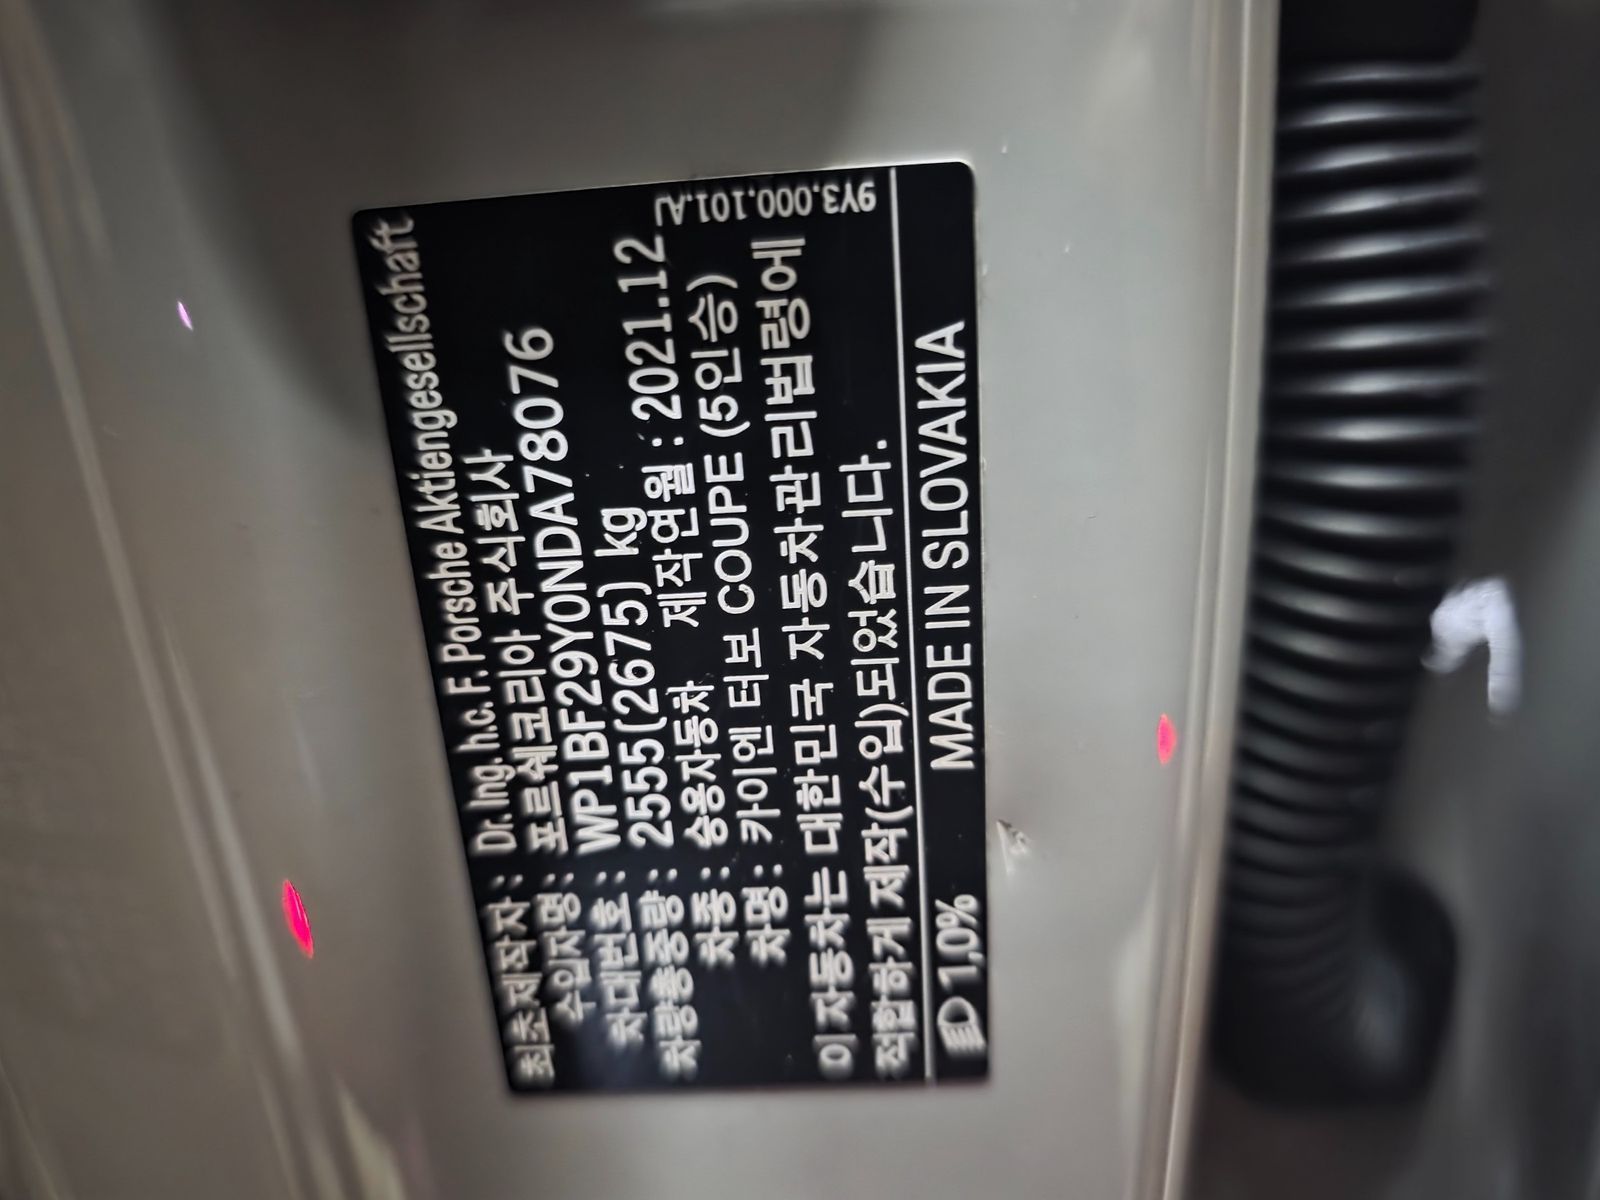 최초제작자 : Dr. Ing. h.c. F. Porsche Aktiengesellschaft
수입자명 : 포르쉐코리아 주식회사
차대번호 : WP1BF29Y0NDA78076
차량총중량 : 2555(2675) kg
차종 : 승용자동차 제작연월 : 2021.12
차명 : 카이엔 터보 COUPE (5인승)
이 자동차는 대한민국 자동차관리법령에
적합하게 제작(수입)되었습니다.
9Y3.000.101.AJ
1,0% MADE IN SLOVAKIA